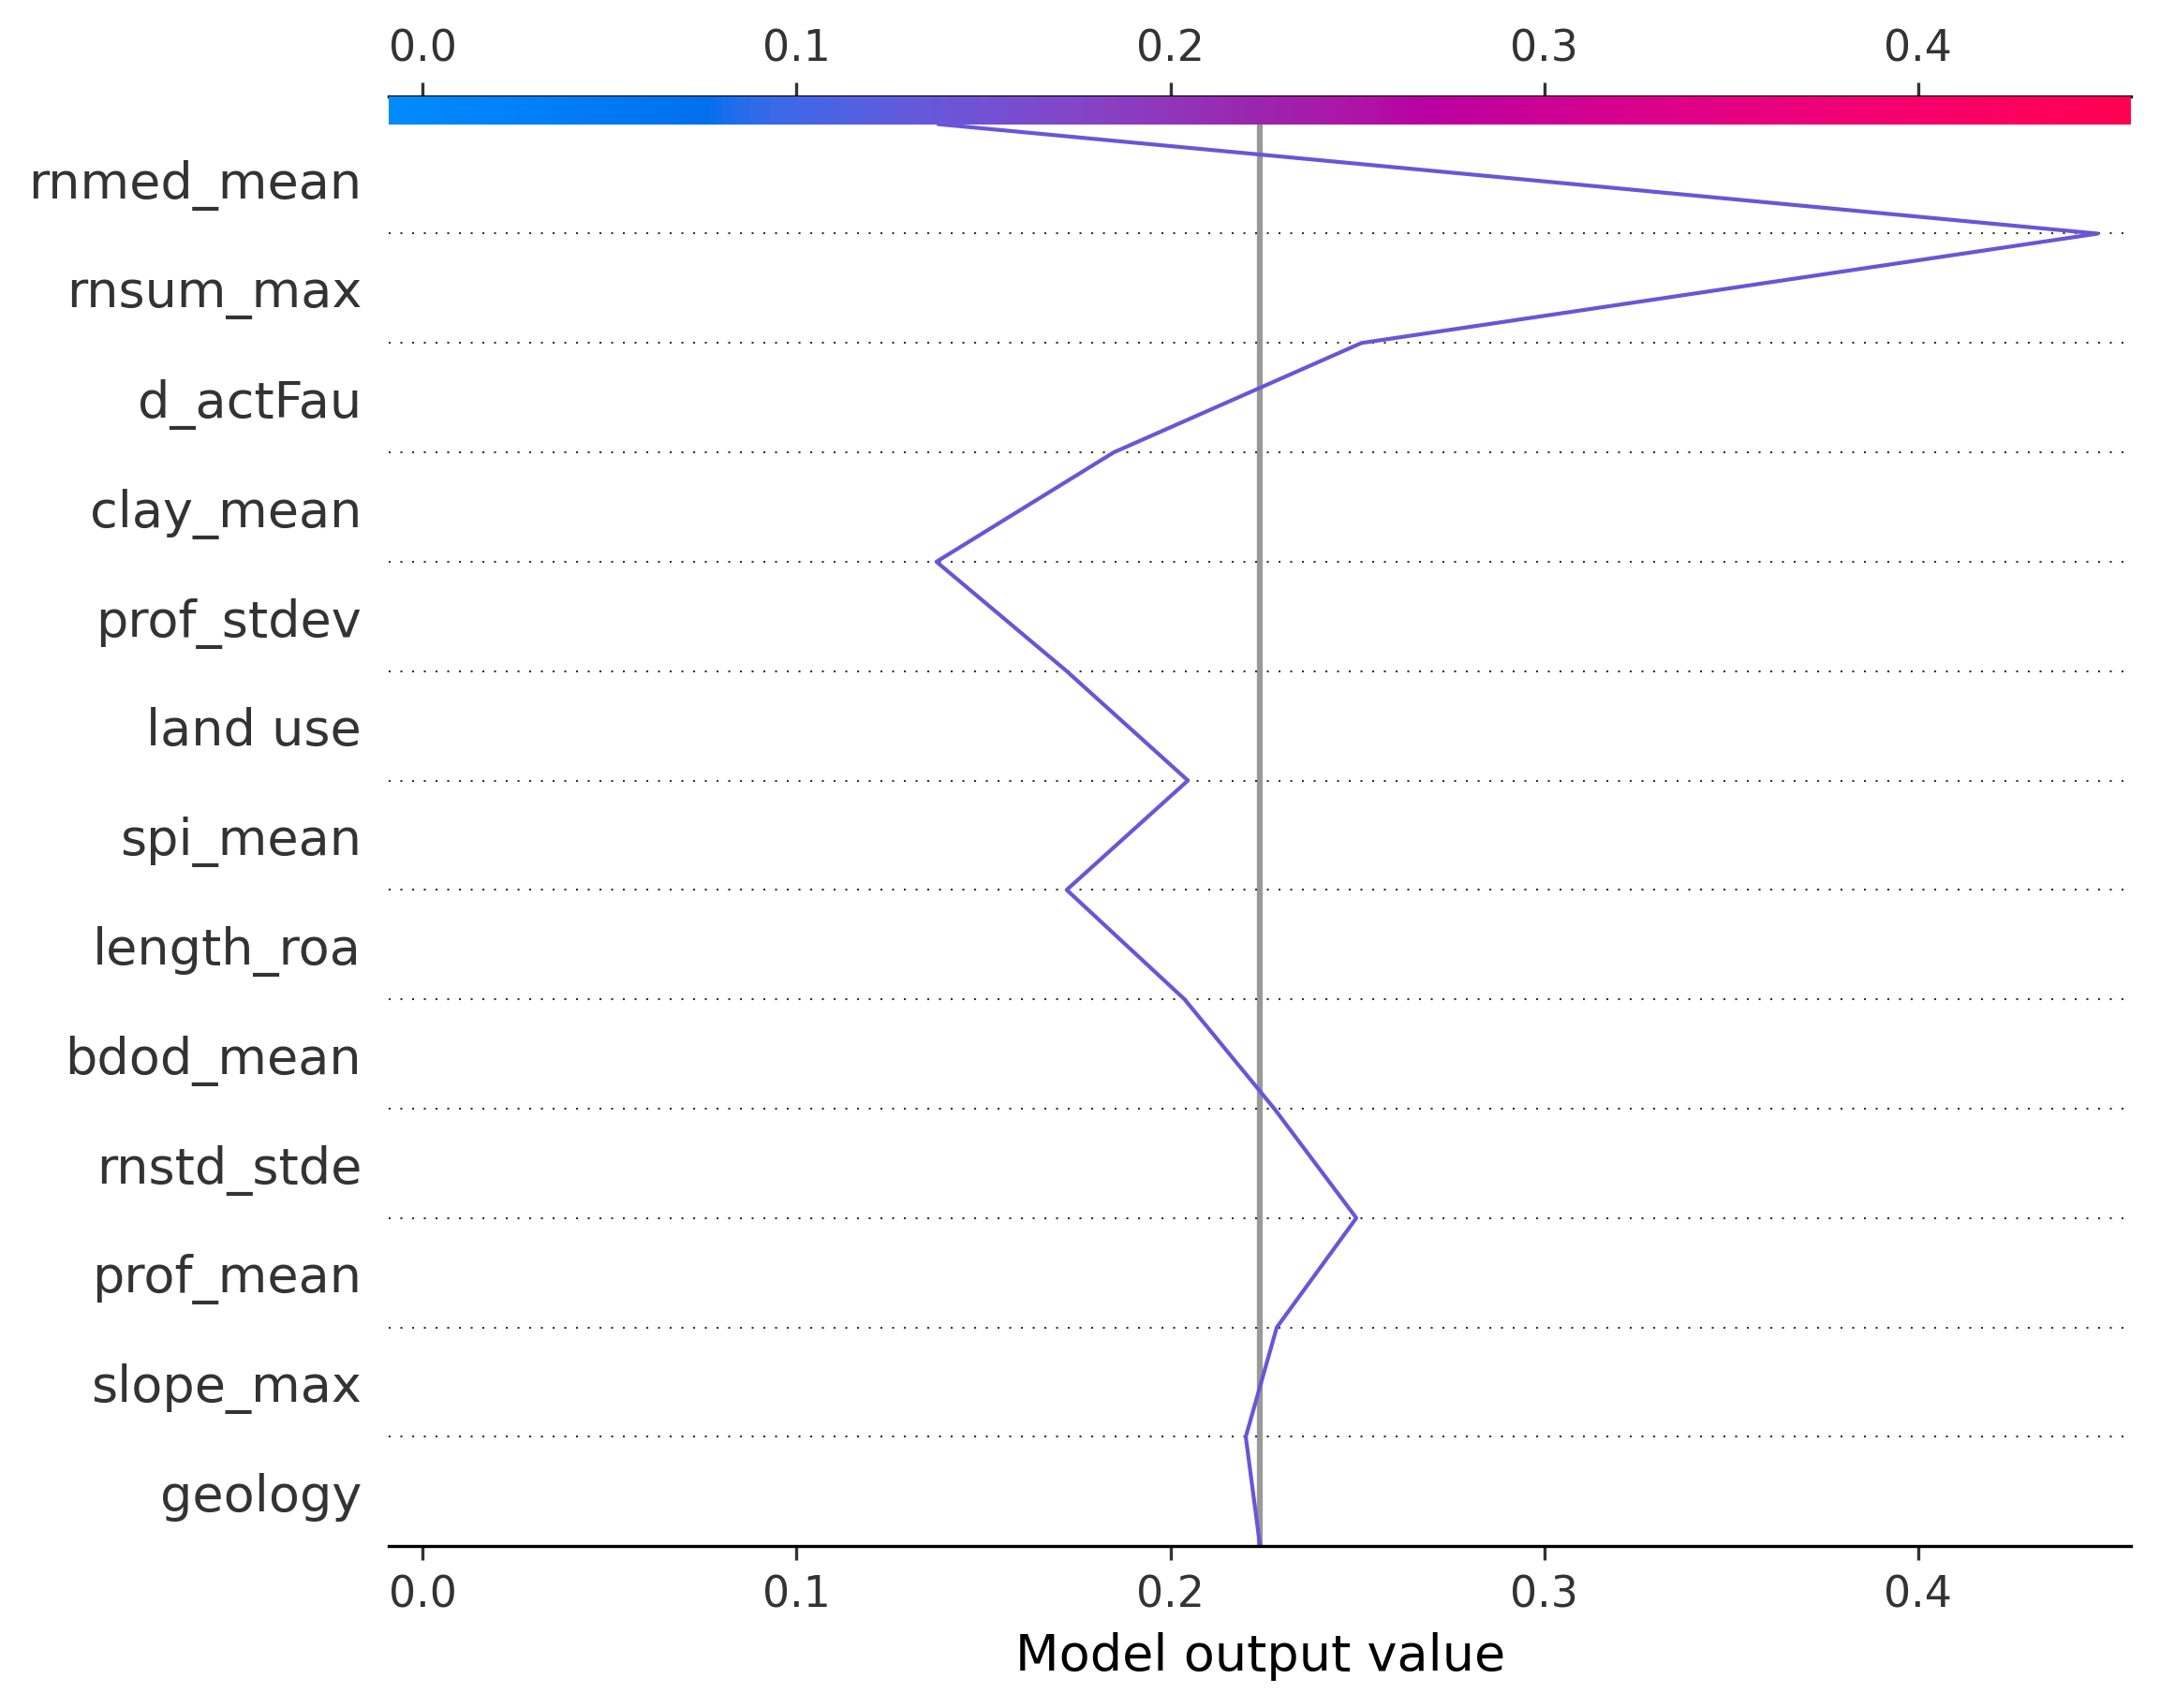 0.0 0.1 0.2 0.3 0.4
rnmed_mean
rnsum_max
d_actFau
clay_mean
prof_stdev
land use
spi_mean
length_roa
bdod_mean
rnstd_stde
prof_mean
slope_max
geology
0.0 0.1 0.2 0.3 0.4
Model output value